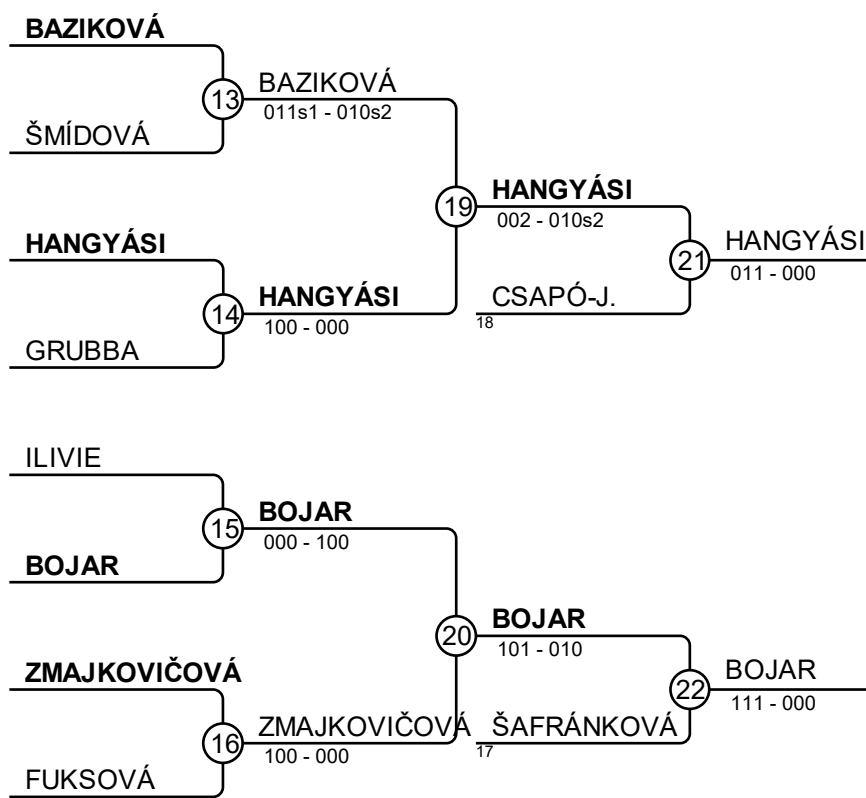 BAZIKOVÁ
13
BAZIKOVÁ
011s1 - 010s2
ŠMÍDOVÁ
19
HANGYÁSI
002 - 010s2
HANGYÁSI
14
HANGYÁSI
100 - 000
GRUBBA
21
HANGYÁSI
011 - 000
CSAPÓ-J.
18
ILIVIE
15
BOJAR
000 - 100
BOJAR
20
BOJAR
101 - 010
ZMAJKOVIČOVÁ
16
ZMAJKOVIČOVÁ
100 - 000
FUKSOVÁ
22
BOJAR
111 - 000
ŠAFRÁNKOVÁ
17